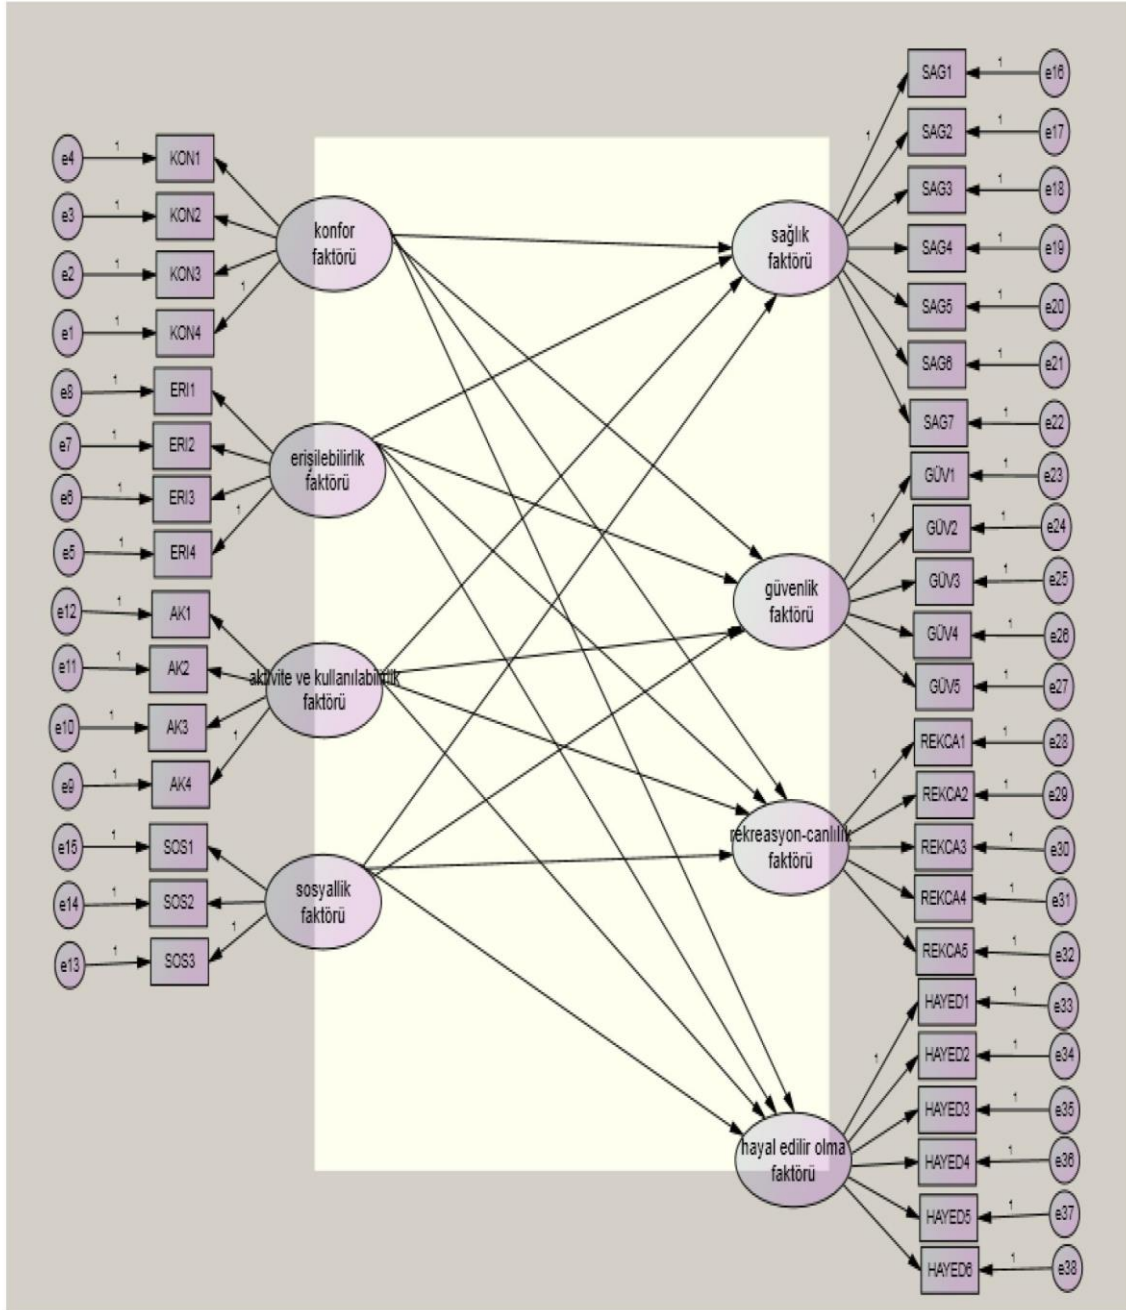 e4
1
KON1
e3
1
KON2
e2
1
KON3
e1
1
KON4
1
konfor
faktörü
e8
1
ERI1
e7
1
ERI2
e6
1
ERI3
e5
1
ERI4
1
erişilebilirlik
faktörü
e12
1
AK1
e11
1
AK2
e10
1
AK3
e9
1
AK4
1
aktivite ve kullanılabilirlik
faktörü
e15
1
SOS1
e14
1
SOS2
e13
1
SOS3
1
sosyallik
faktörü
sağlık
faktörü
1
SAG1
1
e16
SAG2
1
e17
SAG3
1
e18
SAG4
1
e19
SAG5
1
e20
SAG6
1
e21
SAG7
1
e22
güvenlik
faktörü
1
GÜV1
1
e23
GÜV2
1
e24
GÜV3
1
e25
GÜV4
1
e26
GÜV5
1
e27
rekreasyon-canlılık
faktörü
1
REKCA1
1
e28
REKCA2
1
e29
REKCA3
1
e30
REKCA4
1
e31
REKCA5
1
e32
hayal edilir olma
faktörü
1
HAYED1
1
e33
HAYED2
1
e34
HAYED3
1
e35
HAYED4
1
e36
HAYED5
1
e37
HAYED6
1
e38